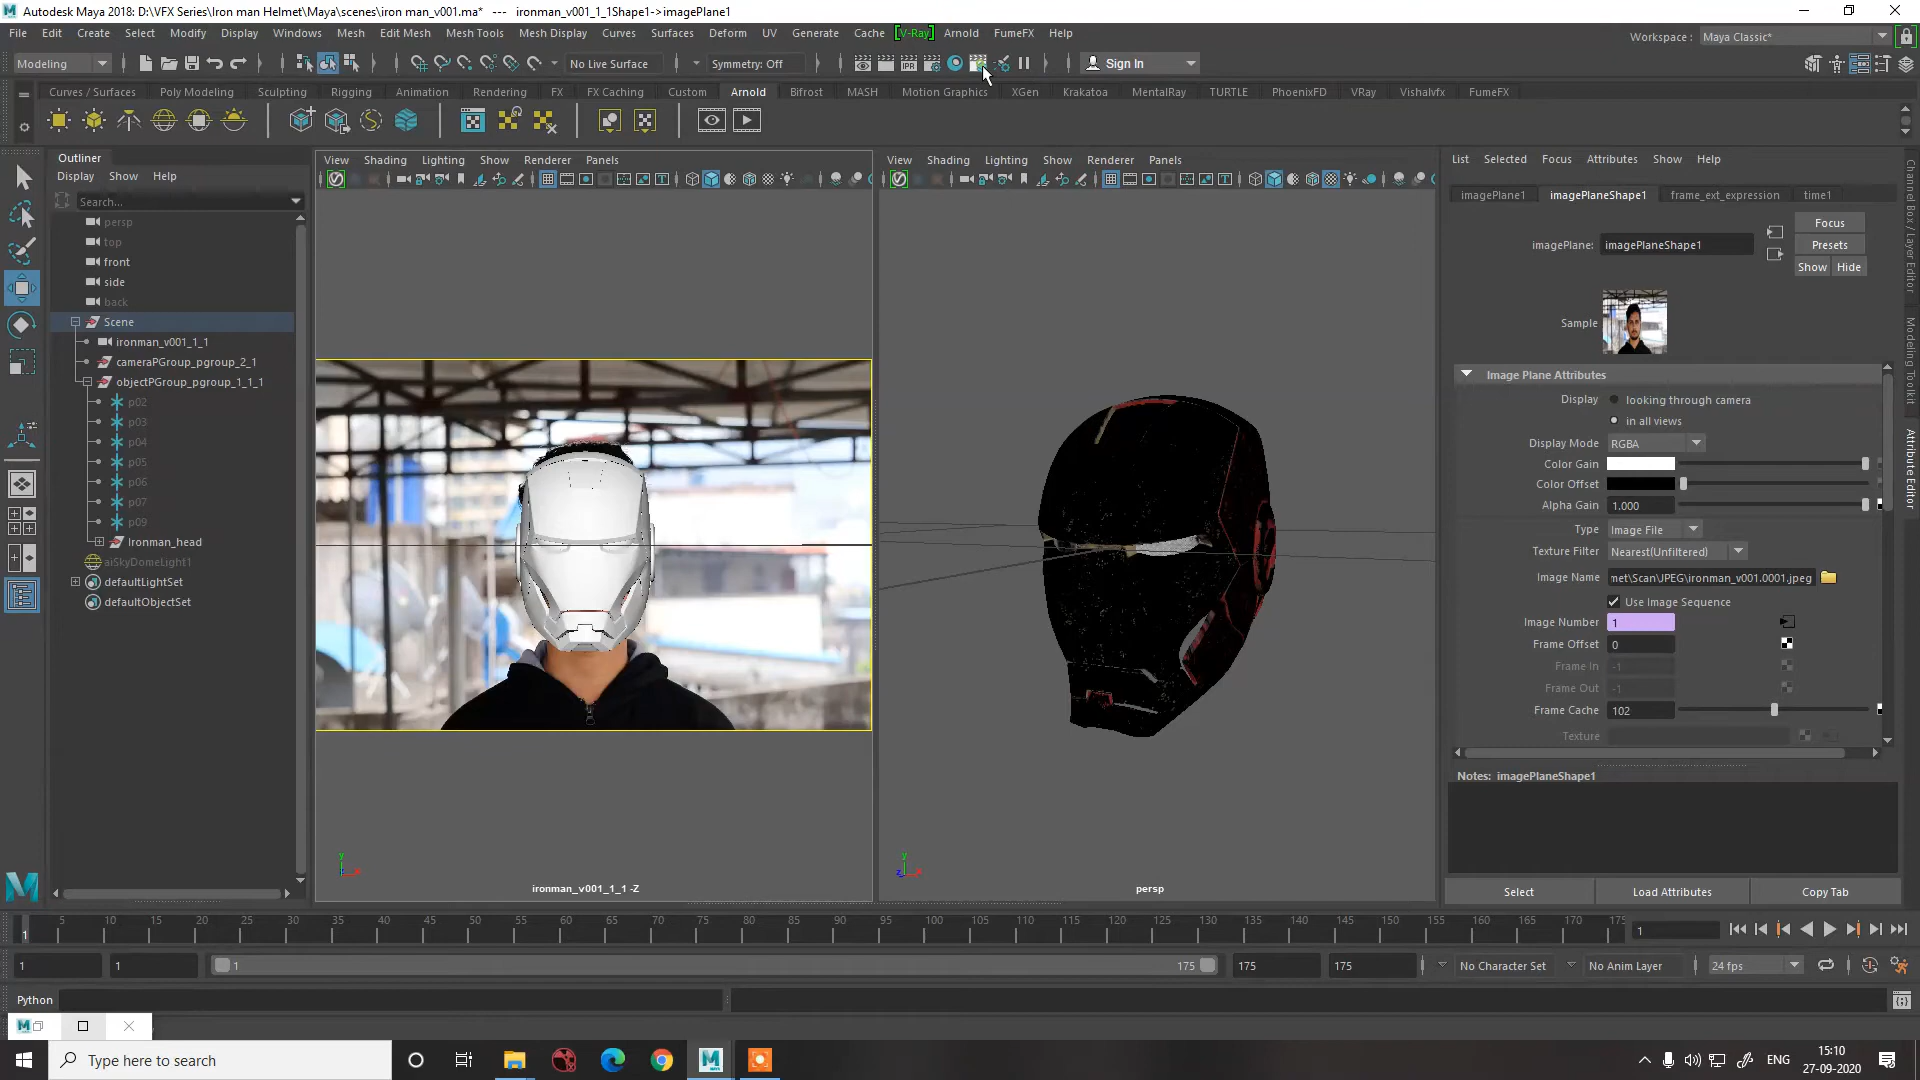 Autodesk Maya 2018: D:\VFX Series\Iron man Helmet\Maya\scenes\iron man_v001.ma* --- ironman_v001_1_1Shape1->imagePlane1
File Edit Create Select Modify Display Windows Mesh Edit Mesh Mesh Tools Mesh Display Curves Surfaces Deform UV Generate Cache [V-Ray] Arnold FumeFX Help
Workspace : Maya Classic*
Modeling No Live Surface Symmetry: Off IPR Sign In
Curves / Surfaces Poly Modeling Sculpting Rigging Animation Rendering FX FX Caching Custom Arnold Bifrost MASH Motion Graphics XGen Krakatoa MentalRay TURTLE PhoenixFD VRay Vishalvfx FumeFX
Outliner
Display Show Help
Search...
persp
top
front
side
back
Scene
ironman_v001_1_1
cameraPGroup_pgroup_2_1
objectPGroup_pgroup_1_1_1
p02
p03
p04
p05
p06
p07
p09
Ironman_head
aiSkyDomeLight1
defaultLightSet
defaultObjectSet
View Shading Lighting Show Renderer Panels
y
ironman_v001_1_1 -Z
View Shading Lighting Show Renderer Panels
y
z
persp
List Selected Focus Attributes Show Help
imagePlane1 imagePlaneShape1 frame_ext_expression time1
imagePlane: imagePlaneShape1
Focus
Presets
Show Hide
Sample
Image Plane Attributes
Display looking through camera
in all views
Display Mode RGBA
Color Gain
Color Offset
Alpha Gain 1.000
Type Image File
Texture Filter Nearest(Unfiltered)
Image Name met\Scan\JPEG\ironman_v001.0001.jpeg
Use Image Sequence
Image Number 1
Frame Offset 0
Frame In -1
Frame Out -1
Frame Cache 102
Texture
Notes: imagePlaneShape1
Select Load Attributes Copy Tab
Channel Box / Layer Editor
Modeling Toolkit
Attribute Editor
1 5 10 15 20 25 30 35 40 45 50 55 60 65 70 75 80 85 90 95 100 105 110 115 120 125 130 135 140 145 150 155 160 165 170 175
1
1 1 1 175 175 175 No Character Set No Anim Layer 24 fps
Python
Type here to search
ENG
15:10
27-09-2020